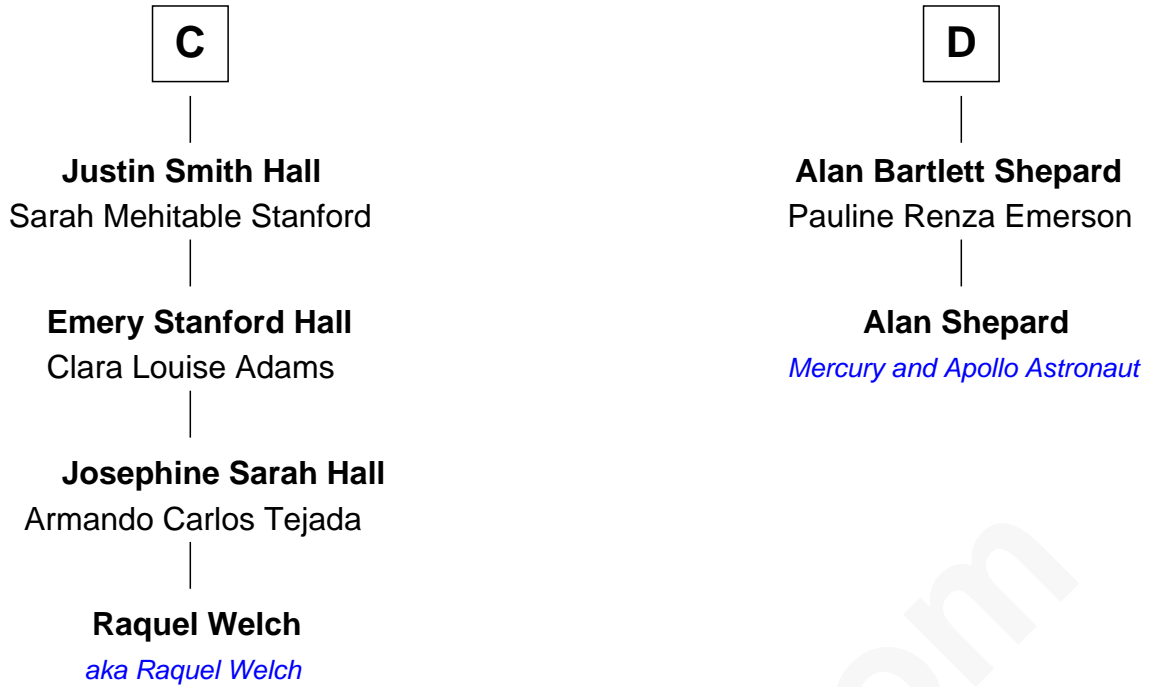 C
Justin Smith Hall
Sarah Mehitable Stanford
Emery Stanford Hall
Clara Louise Adams
Josephine Sarah Hall
Armando Carlos Tejada
Raquel Welch
aka Raquel Welch
D
Alan Bartlett Shepard
Pauline Renza Emerson
Alan Shepard
Mercury and Apollo Astronaut
om